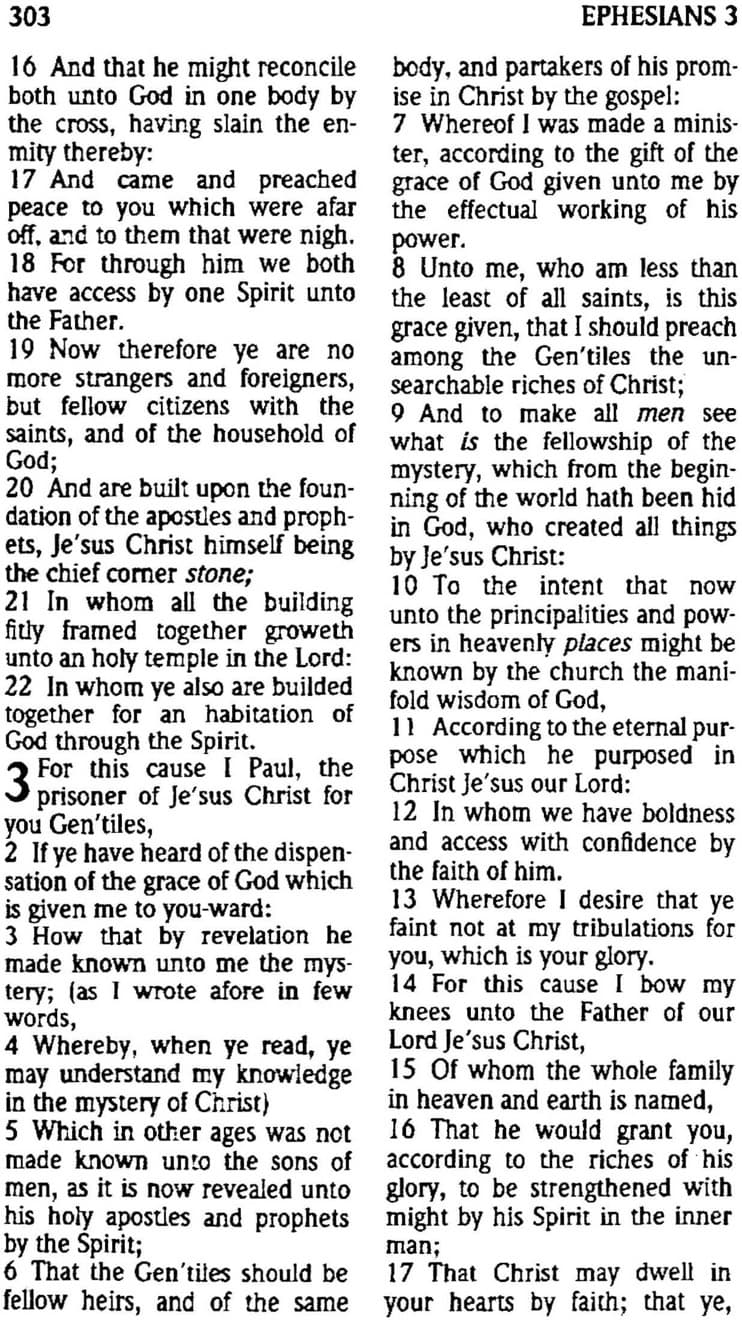 303
EPHESIANS 3
16 And that he might reconcile
both unto God in one body by
the cross, having slain the en-
mity thereby:
17 And came and preached
peace to you which were afar
off, and to them that were nigh.
18 For through him we both
have access by one Spirit unto
the Father.
19 Now therefore ye are no
more strangers and foreigners,
but fellow citizens with the
saints, and of the household of
God;
20 And are built upon the foun-
dation of the apostles and proph-
ets, Je'sus Christ himself being
the chief corner stone;
21 In whom all the building
fitly framed together groweth
unto an holy temple in the Lord:
22 In whom ye also are builded
together for an habitation of
God through the Spirit.
3 For this cause I Paul, the
prisoner of Je'sus Christ for
you Gen'tiles,
2 If ye have heard of the dispen-
sation of the grace of God which
is given me to you-ward:
3 How that by revelation he
made known unto me the mys-
tery; (as I wrote afore in few
words,
4 Whereby, when ye read, ye
may understand my knowledge
in the mystery of Christ)
5 Which in other ages was not
made known unto the sons of
men, as it is now revealed unto
his holy apostles and prophets
by the Spirit;
6 That the Gen'tiles should be
fellow heirs, and of the same
body, and partakers of his prom-
ise in Christ by the gospel:
7 Whereof I was made a minis-
ter, according to the gift of the
grace of God given unto me by
the effectual working of his
power.
8 Unto me, who am less than
the least of all saints, is this
grace given, that I should preach
among the Gen'tiles the un-
searchable riches of Christ;
9 And to make all men see
what is the fellowship of the
mystery, which from the begin-
ning of the world hath been hid
in God, who created all things
by Je'sus Christ:
10 To the intent that now
unto the principalities and pow-
ers in heavenly places might be
known by the church the mani-
fold wisdom of God,
11 According to the eternal pur-
pose which he purposed in
Christ Je'sus our Lord:
12 In whom we have boldness
and access with confidence by
the faith of him.
13 Wherefore I desire that ye
faint not at my tribulations for
you, which is your glory.
14 For this cause I bow my
knees unto the Father of our
Lord Je'sus Christ,
15 Of whom the whole family
in heaven and earth is named,
16 That he would grant you,
according to the riches of his
glory, to be strengthened with
might by his Spirit in the inner
man;
17 That Christ may dwell in
your hearts by faith; that ye,